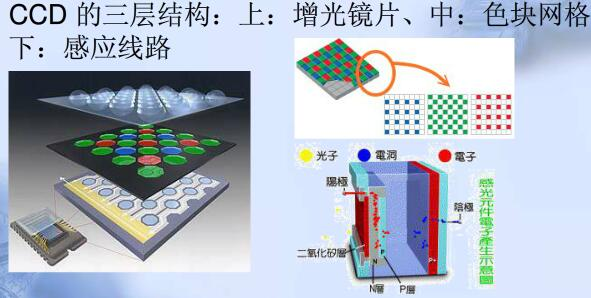 CCD 的三层结构：上：增光镜片、中：色块网格
下：感应线路
光子
電洞
電子
陽極
陰極
二氧化矽層
N
P
P+
N層
P層
感光元件電子產生示意圖